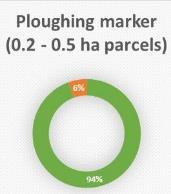 Ploughing marker
(0.2 - 0.5 ha parcels)
6%
94%